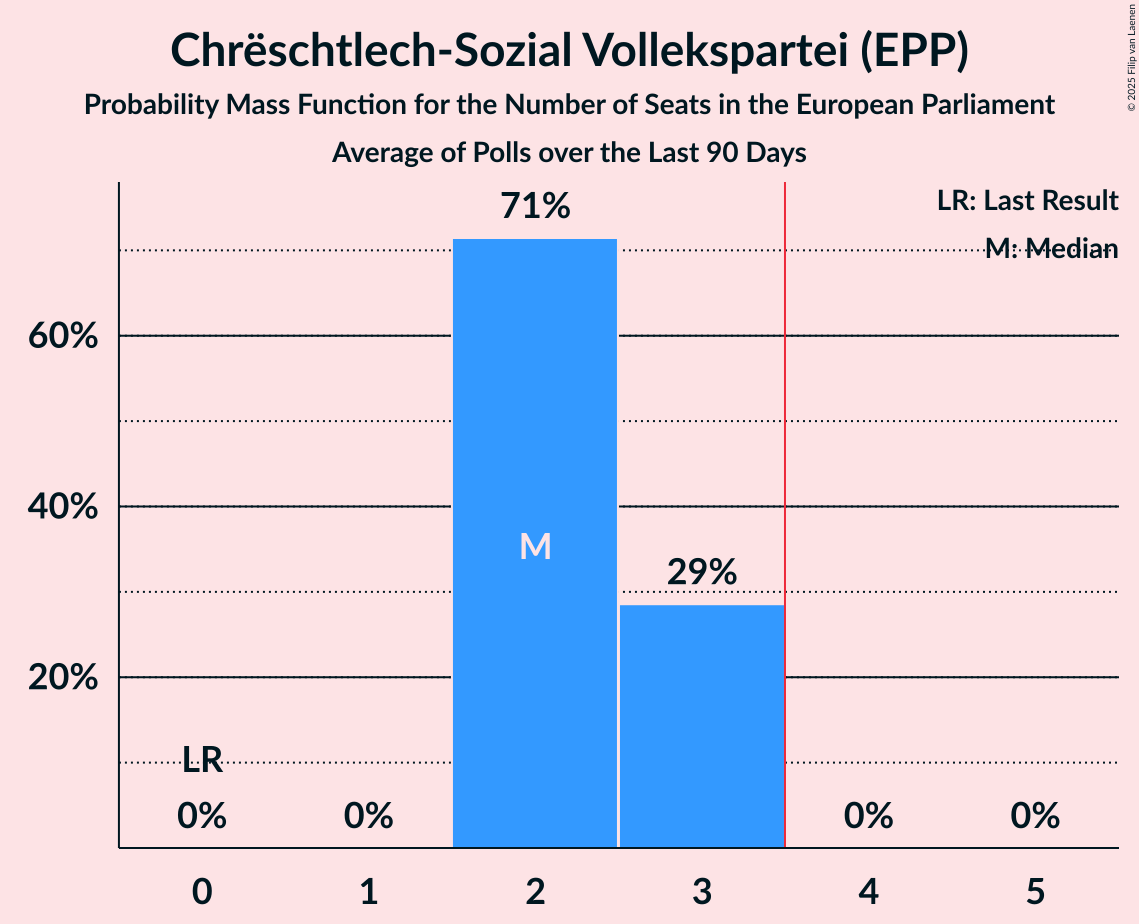 Chrëschtlech-Sozial Vollekspartei (EPP)
Probability Mass Function for the Number of Seats in the European Parliament
Average of Polls over the Last 90 Days
© 2025 Filip van Laenen
LR: Last Result
M: Median
71%
60%
40%
M
29%
20%
LR
0%
0%
0%
0%
0
1
2
3
4
5